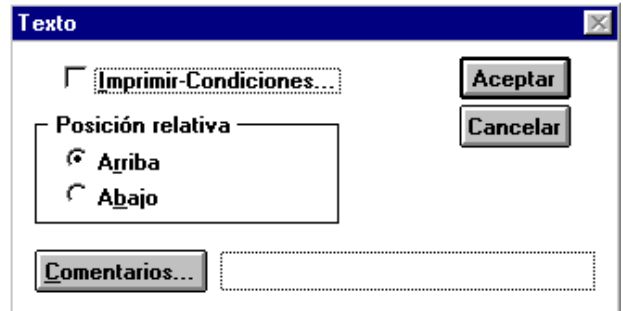 Texto
Imprimir-Condiciones...
Aceptar
Posición relativa
Cancelar
Arriba
Abajo
Comentarios...